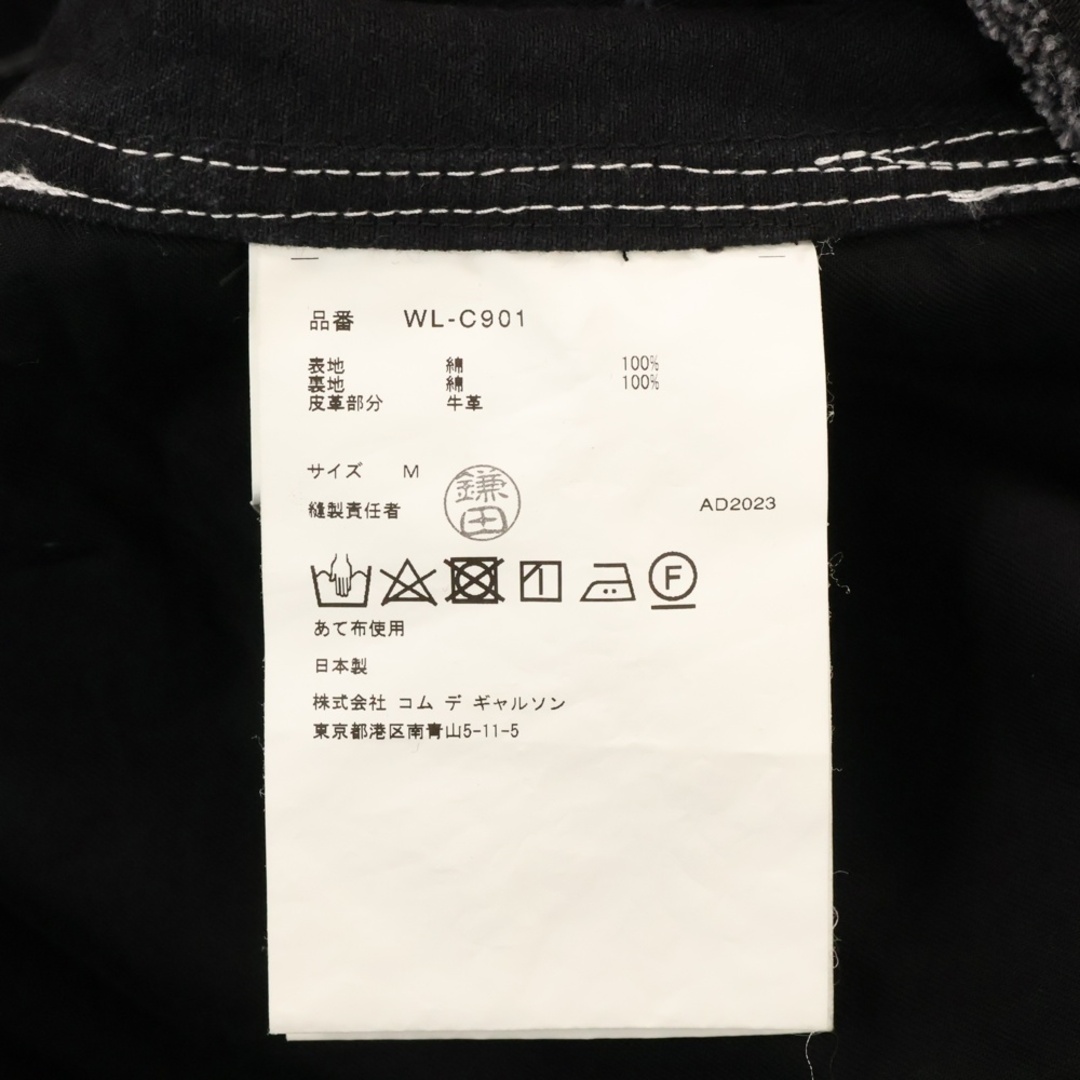 品番 WL-C901
表地 綿 100%
裏地 綿 100%
皮革部分 牛革
サイズ M
縫製責任者 鎌田 AD2023
F
あて布使用
日本製
株式会社 コム デ ギャルソン
東京都港区南青山5-11-5